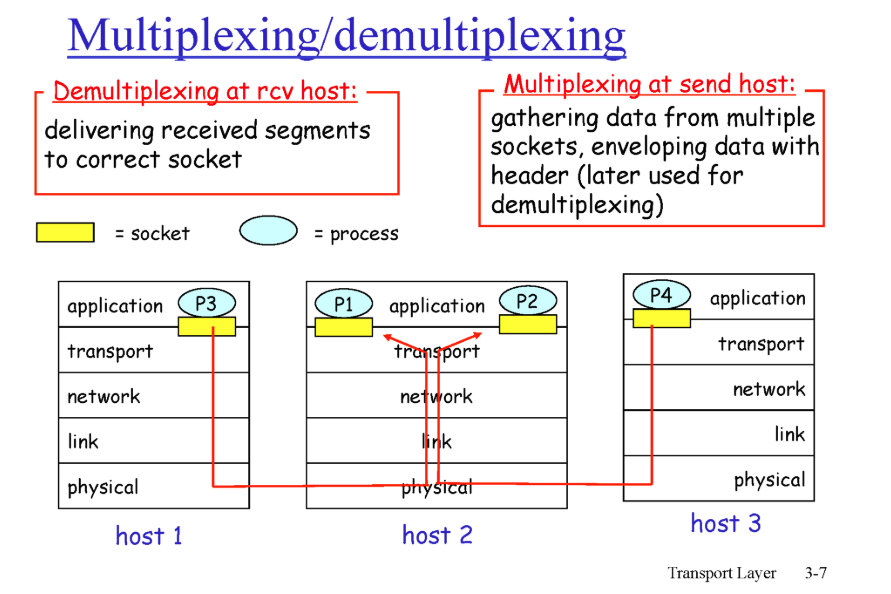 Multiplexing/demultiplexing
Demultiplexing at rcv host:
delivering received segments
to correct socket
Multiplexing at send host:
gathering data from multiple
sockets, enveloping data with
header (later used for
demultiplexing)
= socket
= process
application
P3
transport
network
link
physical
host 1
P1
application
P2
transport
network
link
physical
host 2
P4
application
transport
network
link
physical
host 3
Transport Layer 3-7